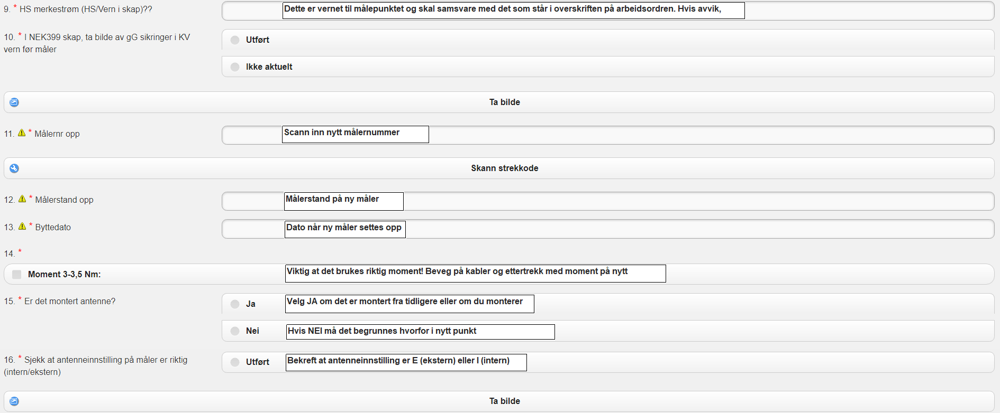 9. * HS merkestrøm (HS/Vern i skap)?? Dette er vernet til målepunktet og skal samsvare med det som står i overskriften på arbeidsordren. Hvis avvik,
10. * I NEK399 skap, ta bilde av gG sikringer i KV
vern før måler
Utført
Ikke aktuelt
Ta bilde
11. * Målernr opp Scann inn nytt målernummer
Skann strekkode
12. * Målerstand opp Målerstand på ny måler
13. * Byttedato Dato når ny måler settes opp
14. *
Moment 3-3,5 Nm: Viktig at det brukes riktig moment! Beveg på kabler og ettertrekk med moment på nytt
15. * Er det montert antenne? Ja Velg JA om det er montert fra tidligere eller om du monterer
Nei Hvis NEI må det begrunnes hvorfor i nytt punkt
16. * Sjekk at antenneinnstilling på måler er riktig
(intern/ekstern)
Utført Bekreft at antenneinnstilling er E (ekstern) eller I (intern)
Ta bilde